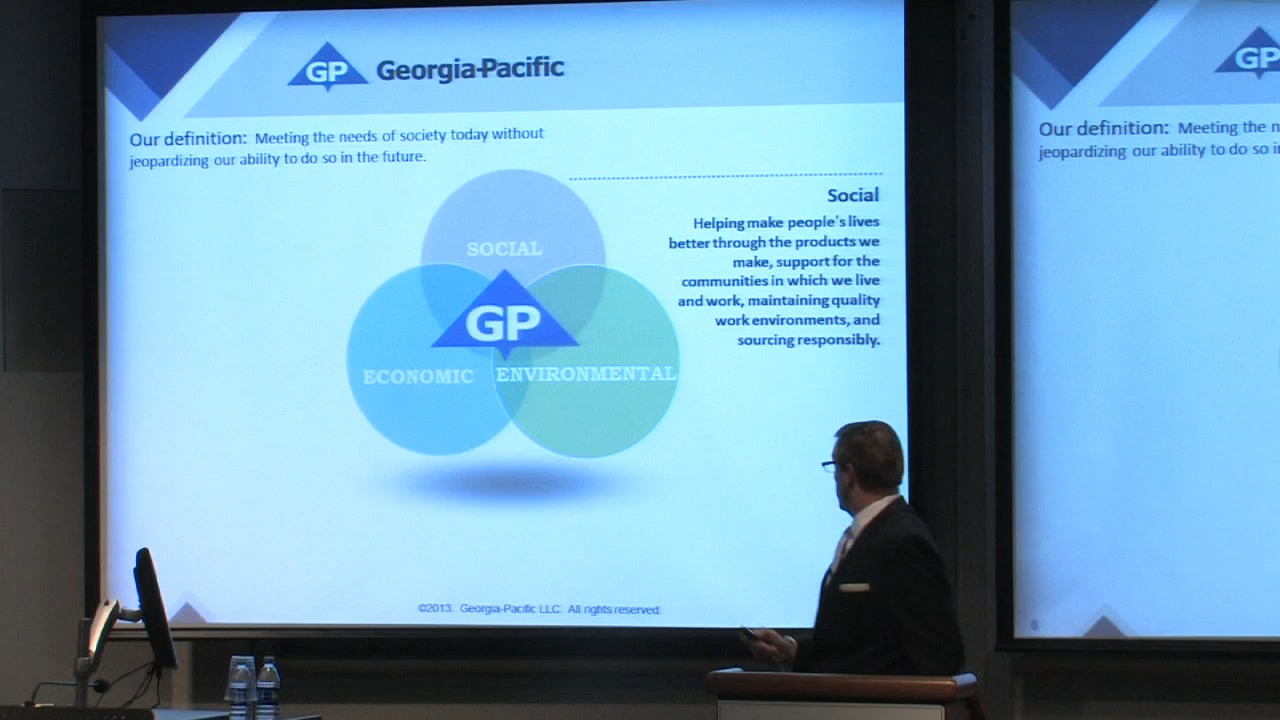 GP Georgia-Pacific
Our definition: Meeting the needs of society today without
jeopardizing our ability to do so in the future.
Social
Helping make people's lives
better through the products we
make, support for the
communities in which we live
and work, maintaining quality
work environments, and
sourcing responsibly.
SOCIAL
GP
ECONOMIC
ENVIRONMENTAL
©2013. Georgia-Pacific LLC. All rights reserved.
GP
Our definition: Meeting the
jeopardizing our ability to do so